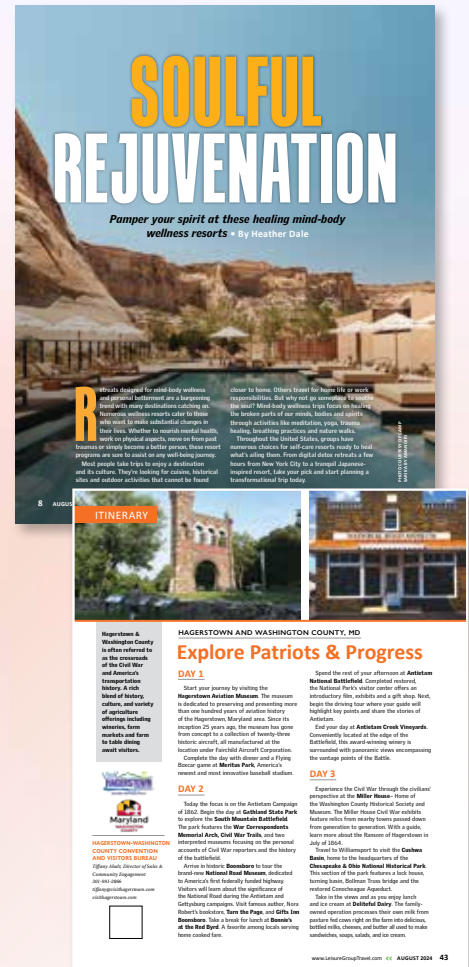 SOULFUL
REJUVENATION
Pamper your spirit at these healing mind-body
wellness resorts • By Heather Dale
Retreats designed for mind-body wellness
and personal betterment are a burgeoning
trend with many destinations catching on.
Numerous wellness resorts cater to those
who want to make substantial changes in
their lives. Whether to nourish mental health,
work on physical aspects, move on from past
traumas or simply become a better person, these resort
programs are sure to assist on any well-being journey.
Most people take trips to enjoy a destination
and its culture. They're looking for cuisine, historical
sites and outdoor activities that cannot be found
closer to home. Others travel for home life or work
responsibilities. But why not go someplace to soothe
the soul? Mind-body wellness trips focus on healing
the broken parts of our minds, bodies and spirits
through activities like meditation, yoga, trauma
healing, breathing practices and nature walks.
Throughout the United States, groups have
numerous choices for self-care resorts ready to heal
what's ailing them. From digital detox retreats a few
hours from New York City to a tranquil Japanese-
inspired resort, take your pick and start planning a
transformational trip today.
8 AUGUS
ITINERARY
Hagerstown &
Washington County
is often referred to
as the crossroads
of the Civil War
and America's
transportation
history. A rich
blend of history,
culture, and variety
of agriculture
offerings including
wineries, farm
markets and farm
to table dining
await visitors.
HAGERSTOWN
Maryland
WASHINGTON
COUNTY
HAGERSTOWN-WASHINGTON
COUNTY CONVENTION
AND VISITORS BUREAU
Tiffany Ahalt, Director of Sales &
Community Engagement
301-891-2886
tiffany@visithagerstown.com
visithagerstown.com
HAGERSTOWN AND WASHINGTON COUNTY, MD
Explore Patriots & Progress
DAY 1
Start your journey by visiting the
Hagerstown Aviation Museum. The museum
is dedicated to preserving and presenting more
than one hundred years of aviation history
of the Hagerstown, Maryland area. Since its
inception 25 years ago, the museum has gone
from concept to a collection of twenty-three
historic aircraft, all manufactured at the
location under Fairchild Aircraft Corporation.
Complete the day with dinner and a Flying
Boxcar game at Meritus Park, America's
newest and most innovative baseball stadium.
DAY 2
Today the focus is on the Antietam Campaign
of 1862. Begin the day at Gathland State Park
to explore the South Mountain Battlefield.
The park features the War Correspondents
Memorial Arch, Civil War Trails, and two
interpreted museums focusing on the personal
accounts of Civil War reporters and the history
of the battlefield.
Arrive in historic Boonsboro to tour the
brand-new National Road Museum, dedicated
to America's first federally funded highway.
Visitors will learn about the significance of
the National Road during the Antietam and
Gettysburg campaigns. Visit famous author, Nora
Robert's bookstore, Turn the Page, and Gifts Inn
Boonsboro. Take a break for lunch at Bonnie's
at the Red Byrd. A favorite among locals serving
home cooked fare.
Spend the rest of your afternoon at Antietam
National Battlefield. Completed restored,
the National Park's visitor center offers an
introductory film, exhibits and a gift shop. Next,
begin the driving tour where your guide will
highlight key points and share the stories of
Antietam.
End your day at Antietam Creek Vineyards.
Conveniently located at the edge of the
Battlefield, this award-winning winery is
surrounded with panoramic views encompassing
the vantage points of the Battle.
DAY 3
Experience the Civil War through the civilians'
perspective at the Miller House– Home of
the Washington County Historical Society and
Museum. The Miller House Civil War exhibits
feature items from nearby towns passed down
from generation to generation. With a guide,
learn more about the Ransom of Hagerstown in
July of 1864.
Travel to Williamsport to visit the Cushwa
Basin, home to the headquarters of the
Chesapeake & Ohio National Historical Park.
This section of the park features a lock house,
turning basin, Bollman Truss bridge and the
restored Conocheague Aqueduct.
Take in the views and as you enjoy lunch
and ice cream at Deliteful Dairy. The family-
owned operation processes their own milk from
pasture fed cows right on the farm into delicious,
bottled milks, cheeses, and butter all used to make
sandwiches, soups, salads, and ice cream.
www.LeisureGroupTravel.com << AUGUST 2024 43